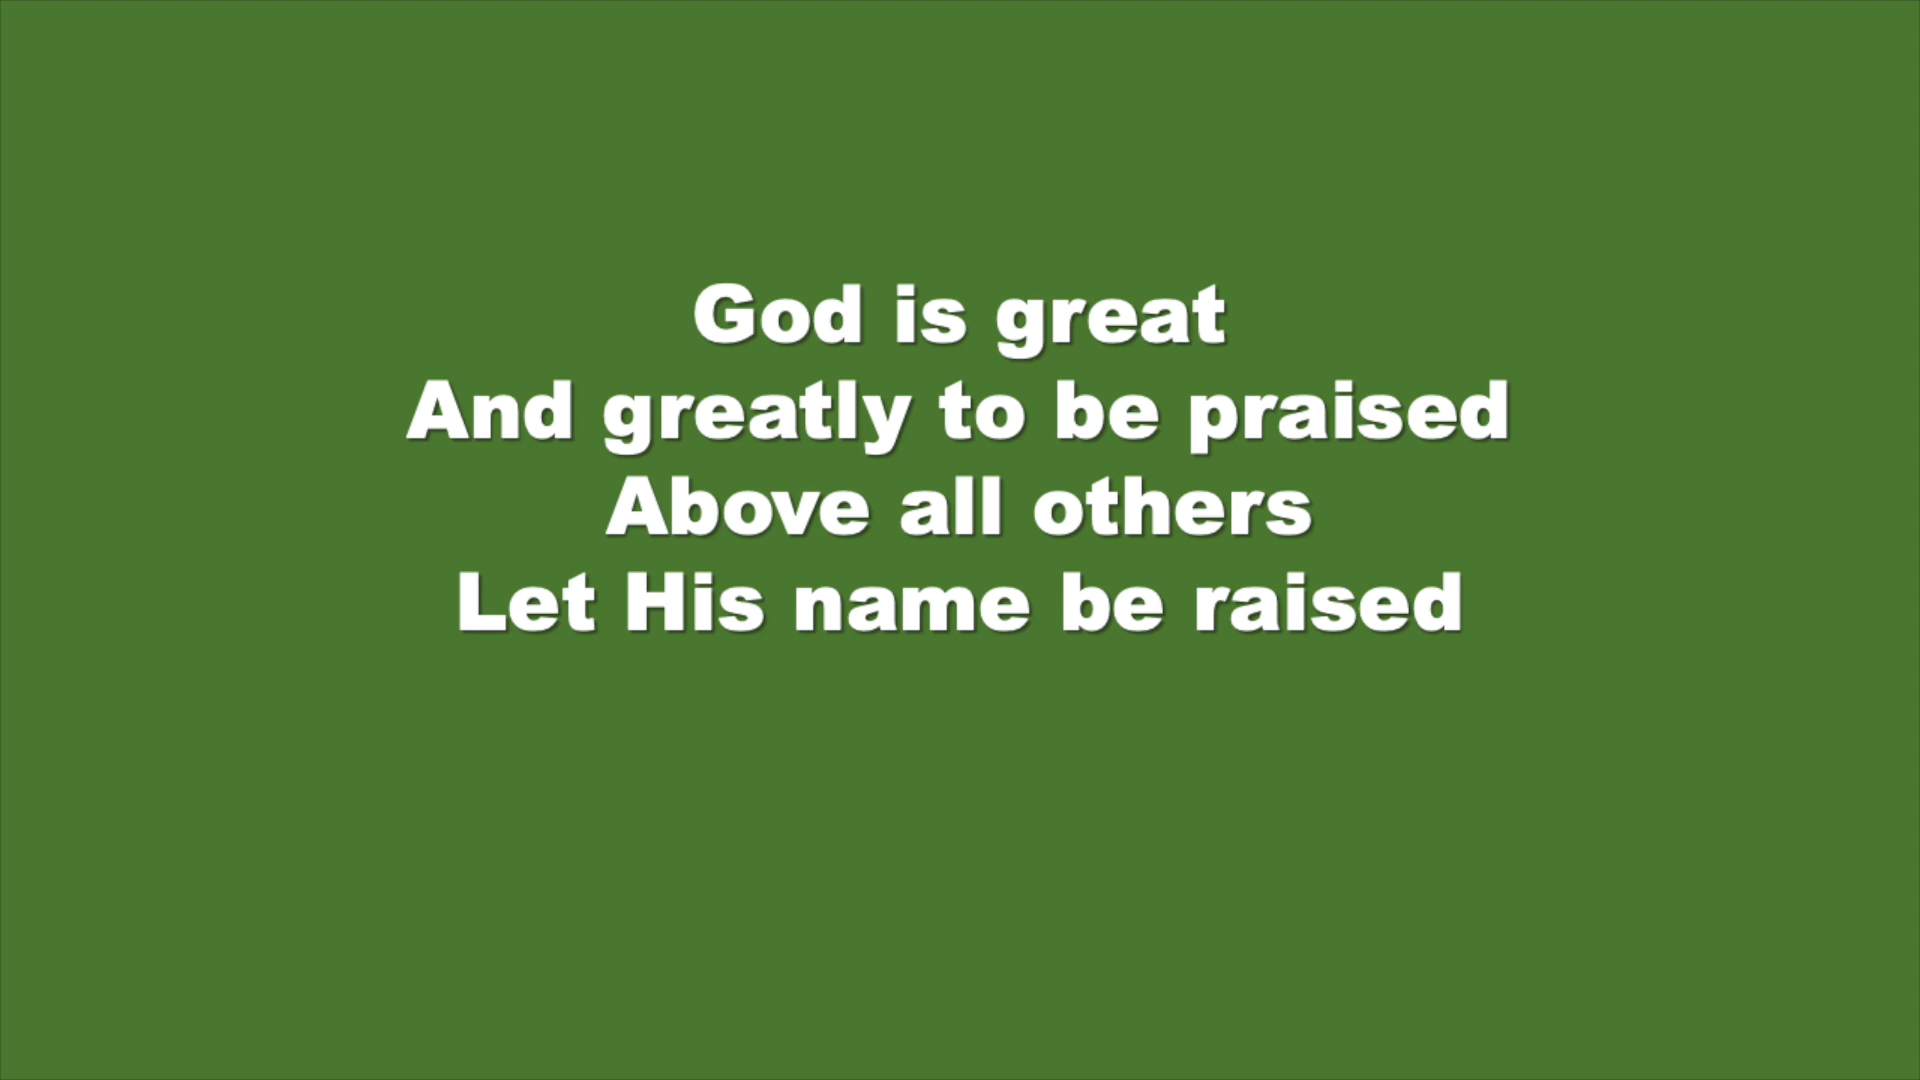 God is great
And greatly to be praised
Above all others
Let His name be raised